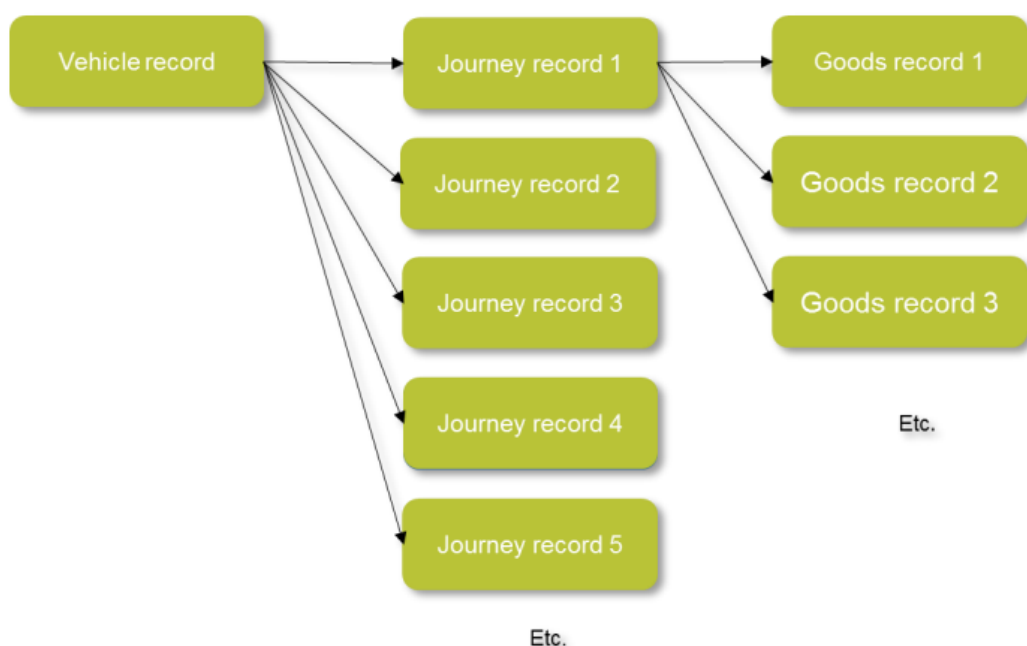 Vehicle record
Journey record 1
Goods record 1
Journey record 2
Goods record 2
Journey record 3
Goods record 3
Journey record 4
Etc.
Journey record 5
Etc.